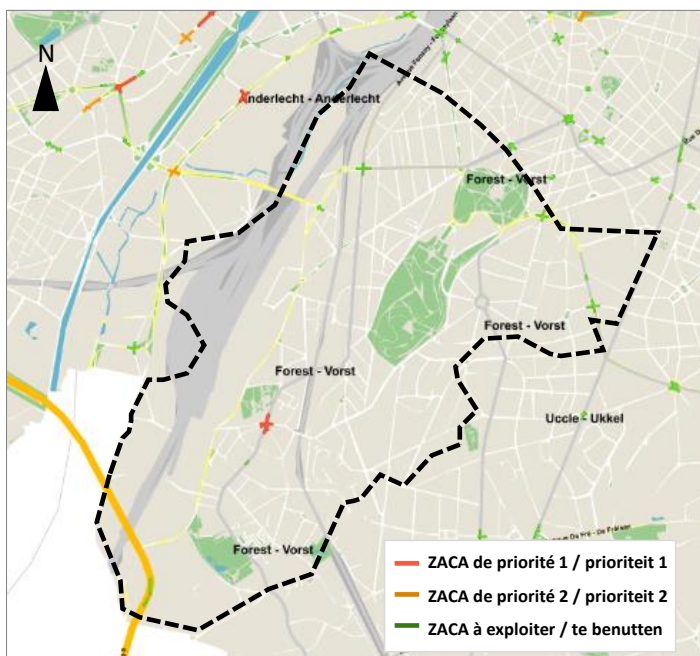 N
Anderlecht - Anderlecht
Forest - Vorst
Forest - Vorst
Forest - Vorst
Uccle - Ukkel
Forest - Vorst
ZACA de priorité 1 / prioriteit 1
ZACA de priorité 2 / prioriteit 2
ZACA à exploiter / te benutten